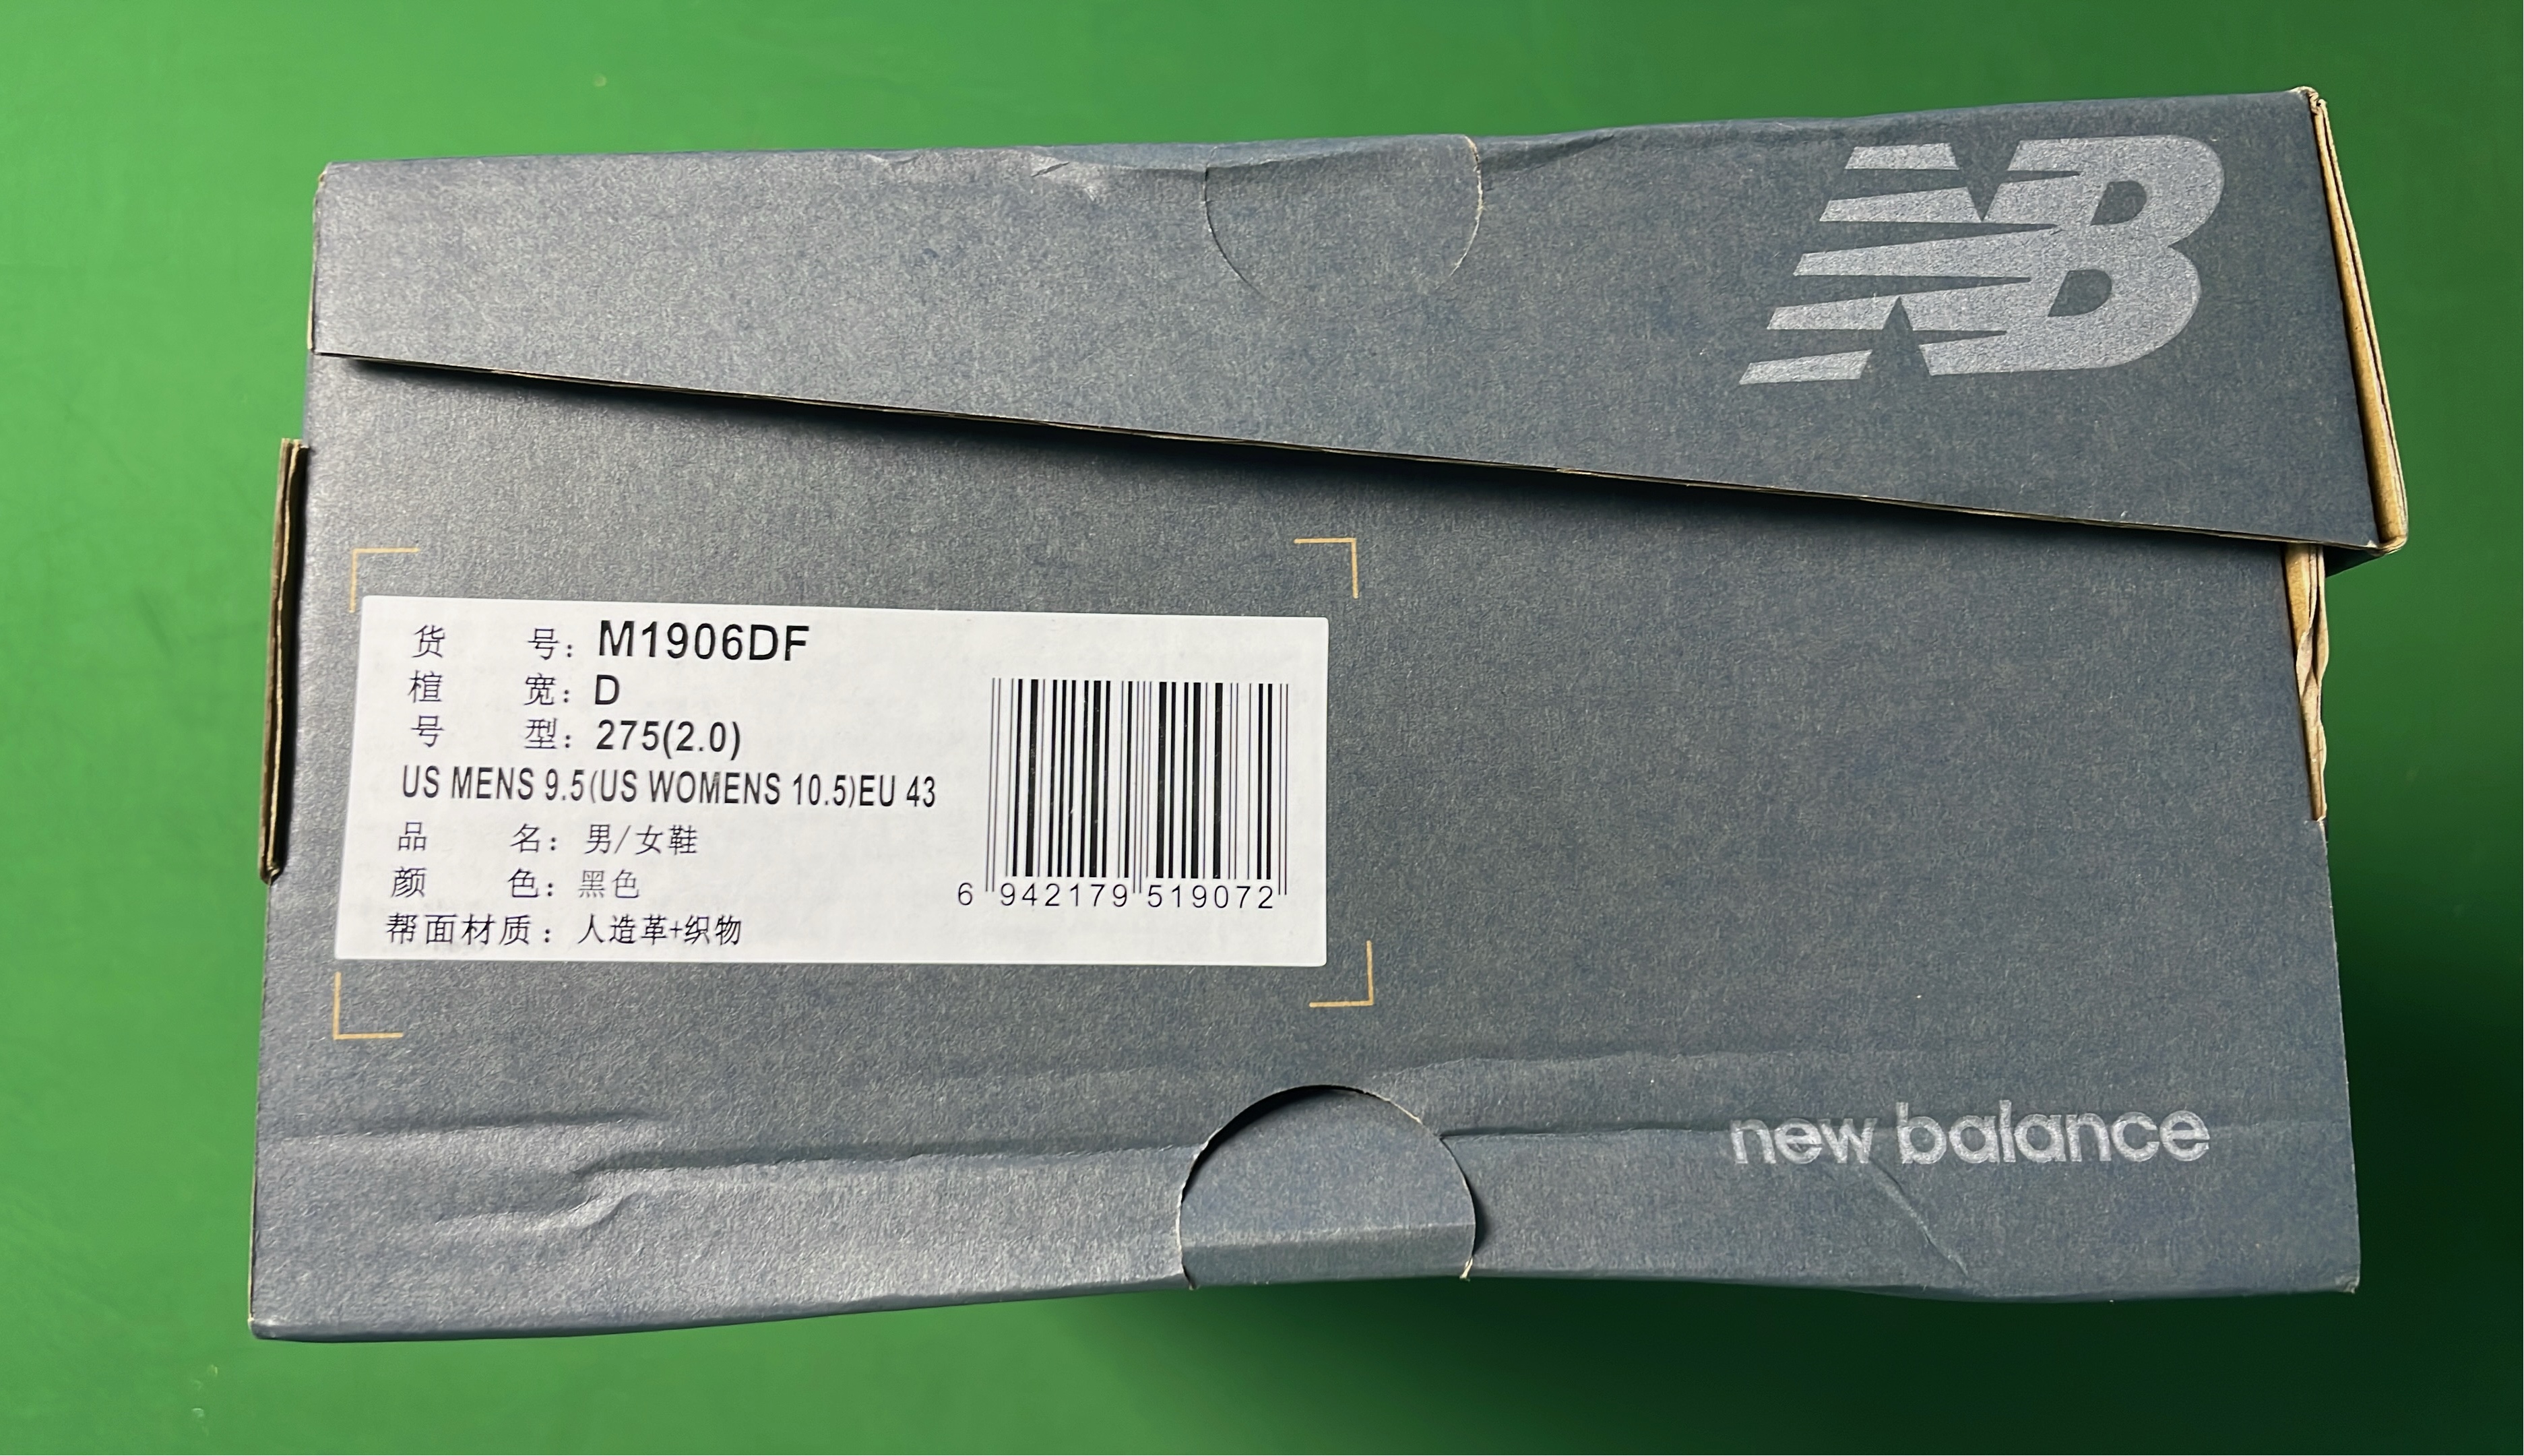 NB
货 号：M1906DF
楦 宽：D
号 型：275(2.0)
US MENS 9.5(US WOMENS 10.5)EU 43
品 名：男/女鞋
颜 色：黑色
帮面材质：人造革+织物
6 942179 519072
new balance